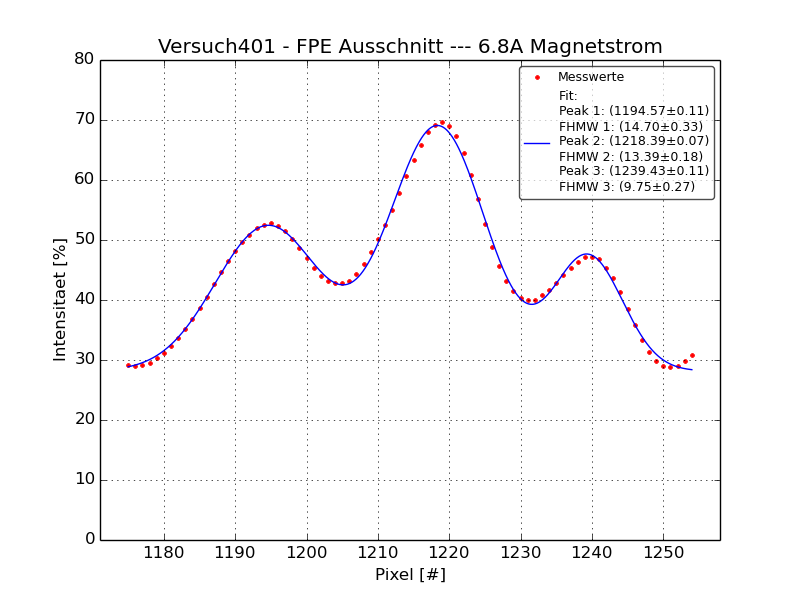 Versuch401 - FPE Ausschnitt --- 6.8A Magnetstrom
80
70
60
50
40
30
20
10
0
Intensitaet [%]
Messwerte
Fit:
Peak 1: (1194.57±0.11)
FHMW 1: (14.70±0.33)
Peak 2: (1218.39±0.07)
FHMW 2: (13.39±0.18)
Peak 3: (1239.43±0.11)
FHMW 3: (9.75±0.27)
1180 1190 1200 1210 1220 1230 1240 1250
Pixel [#]